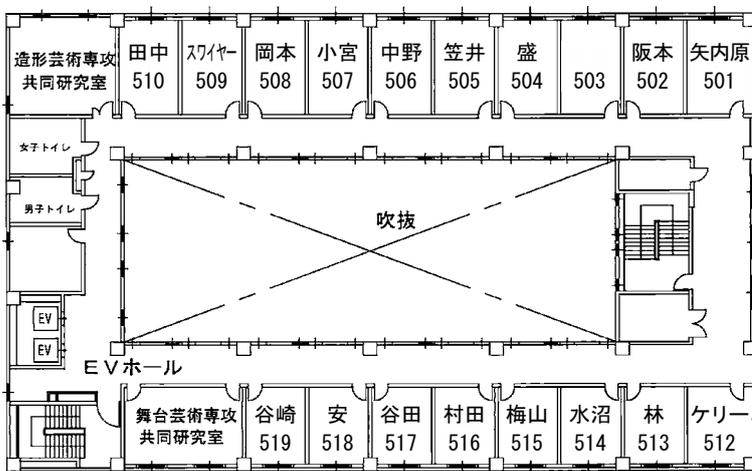 造形芸術専攻
共同研究室
田中
510
スワイヤー
509
岡本
508
小宮
507
中野
506
笠井
505
盛
504
503
阪本
502
矢内原
501
女子トイレ
男子トイレ
吹抜
EV
EV
EVホール
舞台芸術専攻
共同研究室
谷崎
519
安
518
谷田
517
村田
516
梅山
515
水沼
514
林
513
ケリー
512